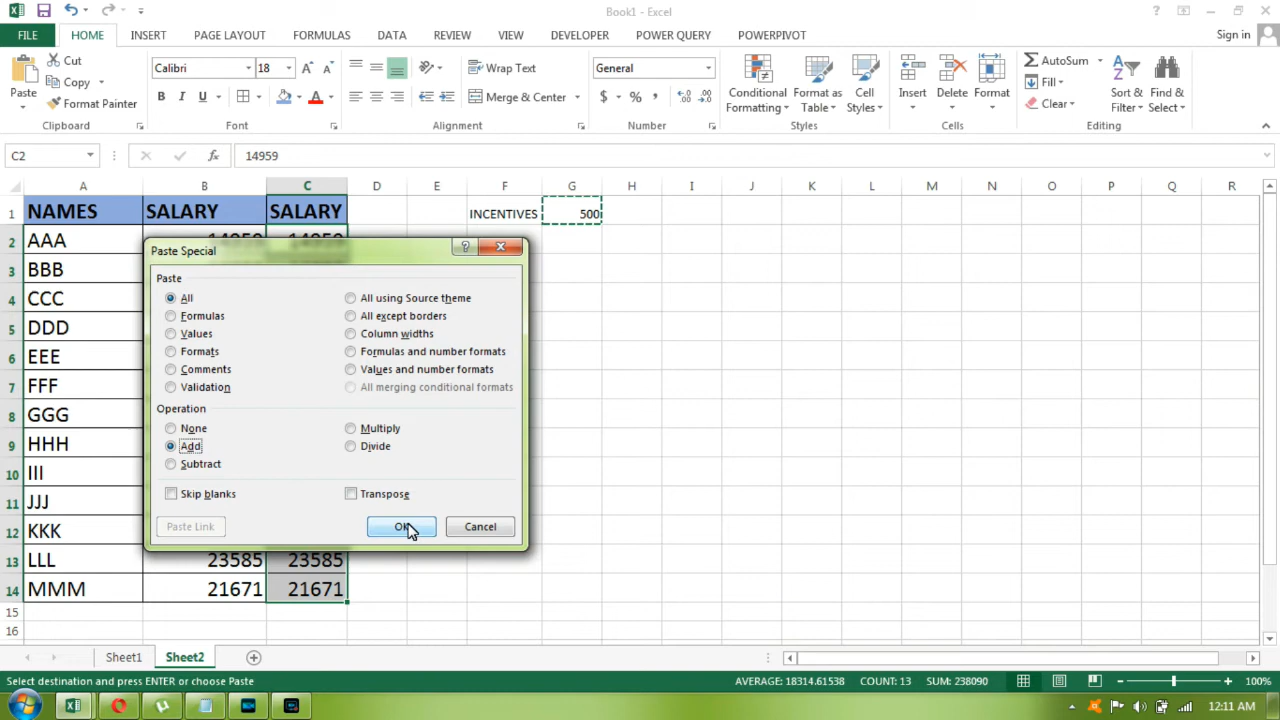 Book1 - Excel
FILE HOME INSERT PAGE LAYOUT FORMULAS DATA REVIEW VIEW DEVELOPER POWER QUERY POWERPIVOT Sign in
Paste
Cut
Copy
Format Painter
Clipboard
Calibri 18
B I U
Font
Wrap Text
Merge & Center
Alignment
General
$ % ,
Number
Conditional Formatting
Format as Table
Cell Styles
Styles
Insert
Delete
Format
Cells
AutoSum
Fill
Clear
Sort & Filter
Find & Select
Editing
C2 fx 14959
A B C D E F G H I J K L M N O P Q R
1 NAMES SALARY SALARY INCENTIVES 500
2 AAA 14959 14959
3 BBB
4 CCC
5 DDD
6 EEE
7 FFF
8 GGG
9 HHH
10 III
11 JJJ
12 KKK
13 LLL 23585 23585
14 MMM 21671 21671
15
16
Paste Special
Paste
All All using Source theme
Formulas All except borders
Values Column widths
Formats Formulas and number formats
Comments Values and number formats
Validation All merging conditional formats
Operation
None Multiply
Add Divide
Subtract
Skip blanks Transpose
Paste Link OK Cancel
Sheet1 Sheet2
Select destination and press ENTER or choose Paste AVERAGE: 18314.61538 COUNT: 13 SUM: 238090 100%
12:11 AM